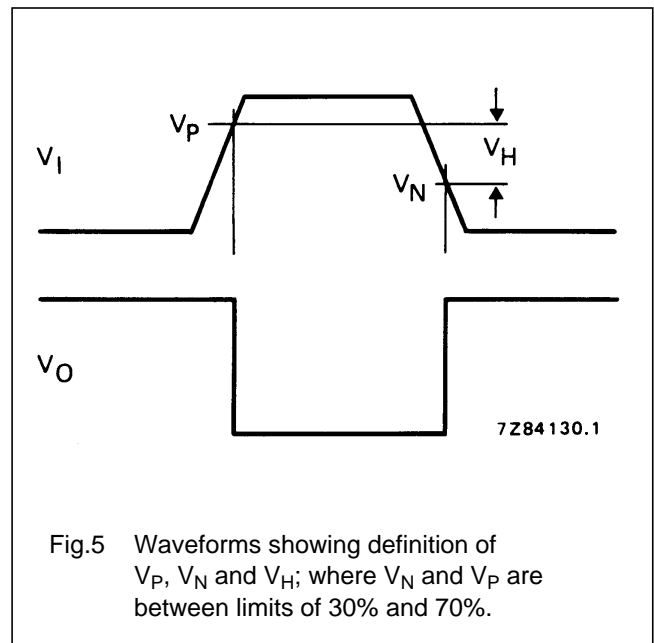 V_P
V_I
V_H
V_N
V_O
7Z84130.1
Fig.5 Waveforms showing definition of
V_P, V_N and V_H; where V_N and V_P are
between limits of 30% and 70%.